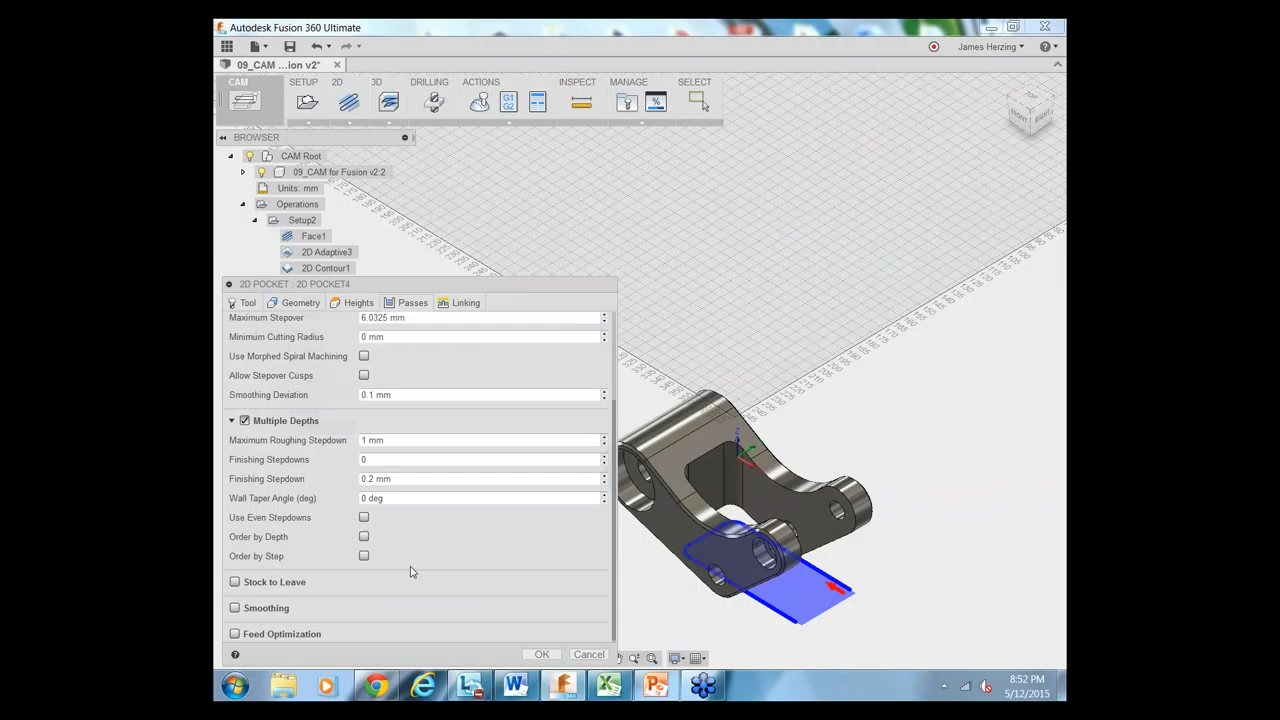 Autodesk Fusion 360 Ultimate
James Herzing
09_CAM ...ion v2*
CAM SETUP 2D 3D DRILLING ACTIONS INSPECT MANAGE SELECT
G1
G2
%
BROWSER
CAM Root
09_CAM for Fusion v2:2
Units: mm
Operations
Setup2
Face1
2D Adaptive3
2D Contour1
2D POCKET : 2D POCKET4
Tool Geometry Heights Passes Linking
Maximum Stepover 6.0325 mm
Minimum Cutting Radius 0 mm
Use Morphed Spiral Machining
Allow Stepover Cusps
Smoothing Deviation 0.1 mm
Multiple Depths
Maximum Roughing Stepdown 1 mm
Finishing Stepdowns 0
Finishing Stepdown 0.2 mm
Wall Taper Angle (deg) 0 deg
Use Even Stepdowns
Order by Depth
Order by Step
Stock to Leave
Smoothing
Feed Optimization
OK Cancel
FRONT RIGHT
Z
8:52 PM
5/12/2015